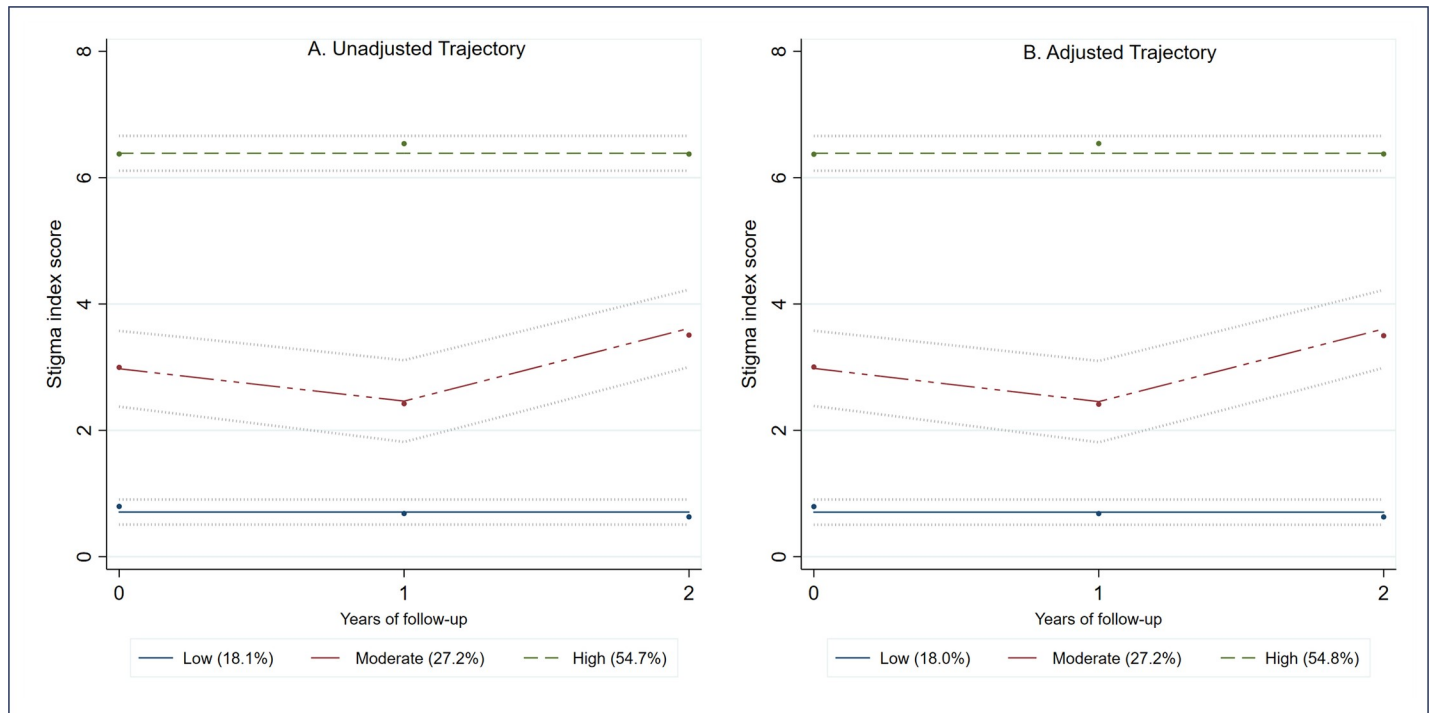 A. Unadjusted Trajectory
8
6
4
2
0
Stigma index score
0 1 2
Years of follow-up
Low (18.1%) Moderate (27.2%) High (54.7%)
B. Adjusted Trajectory
8
6
4
2
0
Stigma index score
0 1 2
Years of follow-up
Low (18.0%) Moderate (27.2%) High (54.8%)